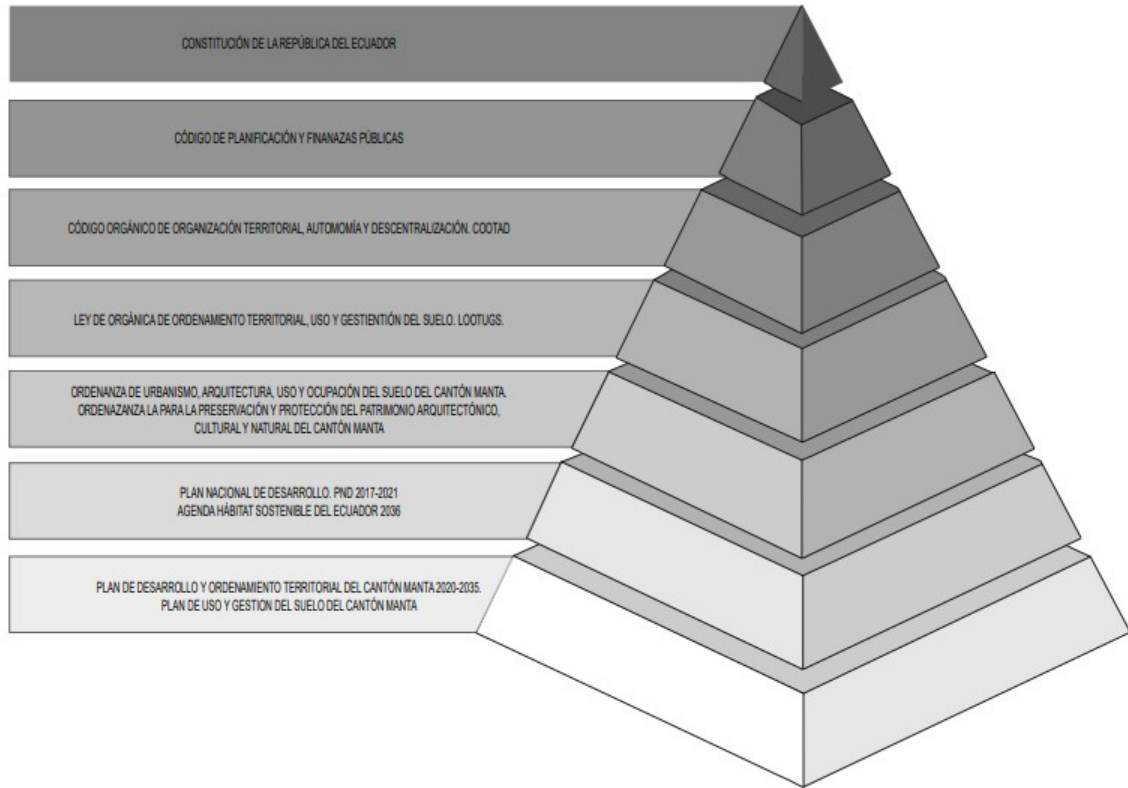 CONSTITUCIÓN DE LA REPÚBLICA DEL ECUADOR
CÓDIGO DE PLANIFICACIÓN Y FINANAZAS PÚBLICAS
CÓDIGO ORGÁNICO DE ORGANIZACIÓN TERRITORIAL, AUTOMOMÍA Y DESCENTRALIZACIÓN. COOTAD
LEY DE ORGÁNICA DE ORDENAMIENTO TERRITORIAL, USO Y GESTIENTIÓN DEL SUELO. LOOTUGS.
ORDENANZA DE URBANISMO, ARQUITECTURA, USO Y OCUPACIÓN DEL SUELO DEL CANTÓN MANTA.
ORDENAZANZA LA PARA LA PRESERVACIÓN Y PROTECCIÓN DEL PATRIMONIO ARQUITECTÓNICO,
CULTURAL Y NATURAL DEL CANTÓN MANTA
PLAN NACIONAL DE DESARROLLO. PND 2017-2021
AGENDA HÁBITAT SOSTENIBLE DEL ECUADOR 2036
PLAN DE DESARROLLO Y ORDENAMIENTO TERRITORIAL DEL CANTÓN MANTA 2020-2035.
PLAN DE USO Y GESTION DEL SUELO DEL CANTÓN MANTA